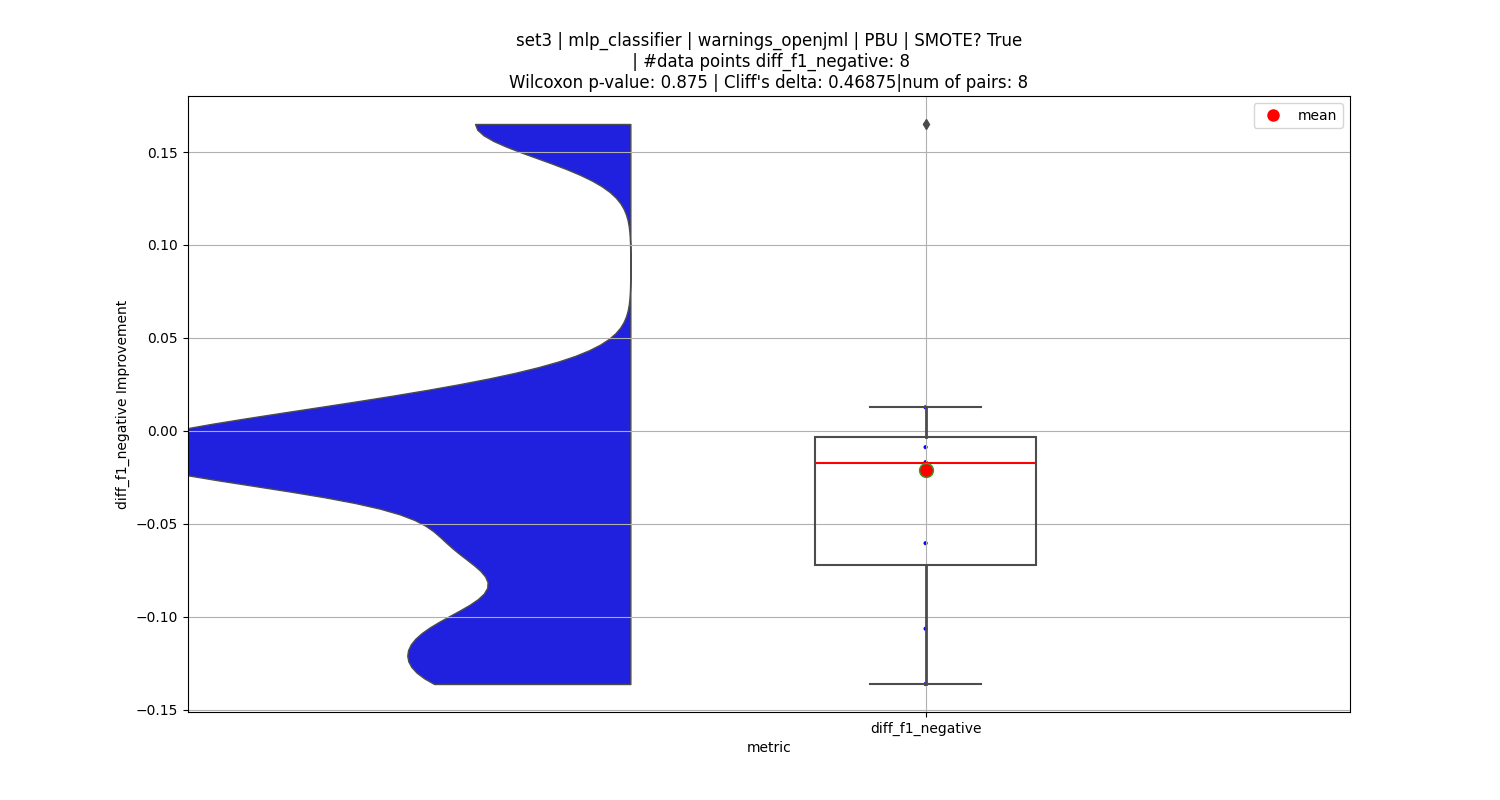 set3 | mlp_classifier | warnings_openjml | PBU | SMOTE? True
| #data points diff_f1_negative: 8
Wilcoxon p-value: 0.875 | Cliff's delta: 0.46875|num of pairs: 8
mean
0.15
0.10
0.05
0.00
−0.05
−0.10
−0.15
diff_f1_negative Improvement
diff_f1_negative
metric